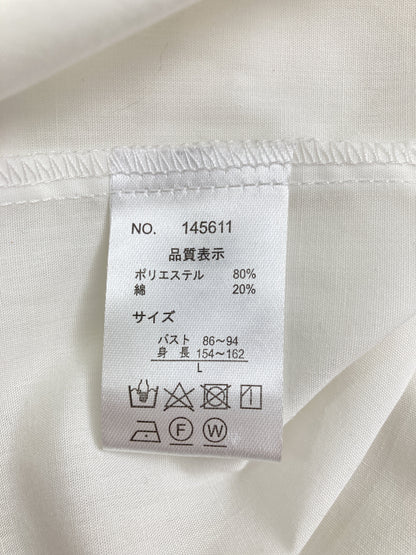 NO. 145611
品質表示
ポリエステル 80%
綿 20%
サイズ
バスト 86～94
身長 154～162
L
F W